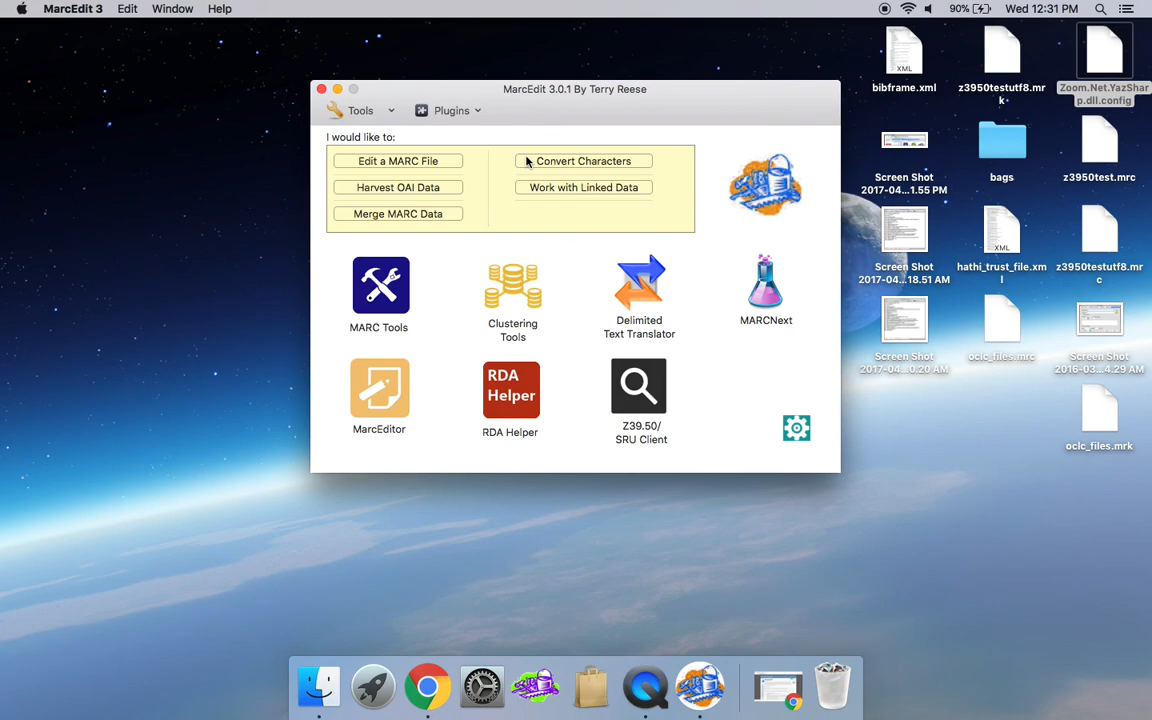 MarcEdit 3 Edit Window Help
90% Wed 12:31 PM
MarcEdit 3.0.1 By Terry Reese
Tools Plugins
I would like to:
Edit a MARC File
Convert Characters
Harvest OAI Data
Work with Linked Data
Merge MARC Data
MARC Tools
Clustering
Tools
Delimited
Text Translator
MARCNext
MarcEditor
RDA
Helper
RDA Helper
Z39.50/
SRU Client
XML
bibframe.xml
z3950testutf8.mr
k
Zoom.Net.YazShar
p.dll.config
Screen Shot
2017-04...1.55 PM
bags
z3950test.mrc
Screen Shot
2017-04...18.51 AM
XML
hathi_trust_file.xm
l
z3950testutf8.mr
c
Screen Shot
2017-04...0.20 AM
oclc_files.mrc
Screen Shot
2016-03...4.29 AM
oclc_files.mrk